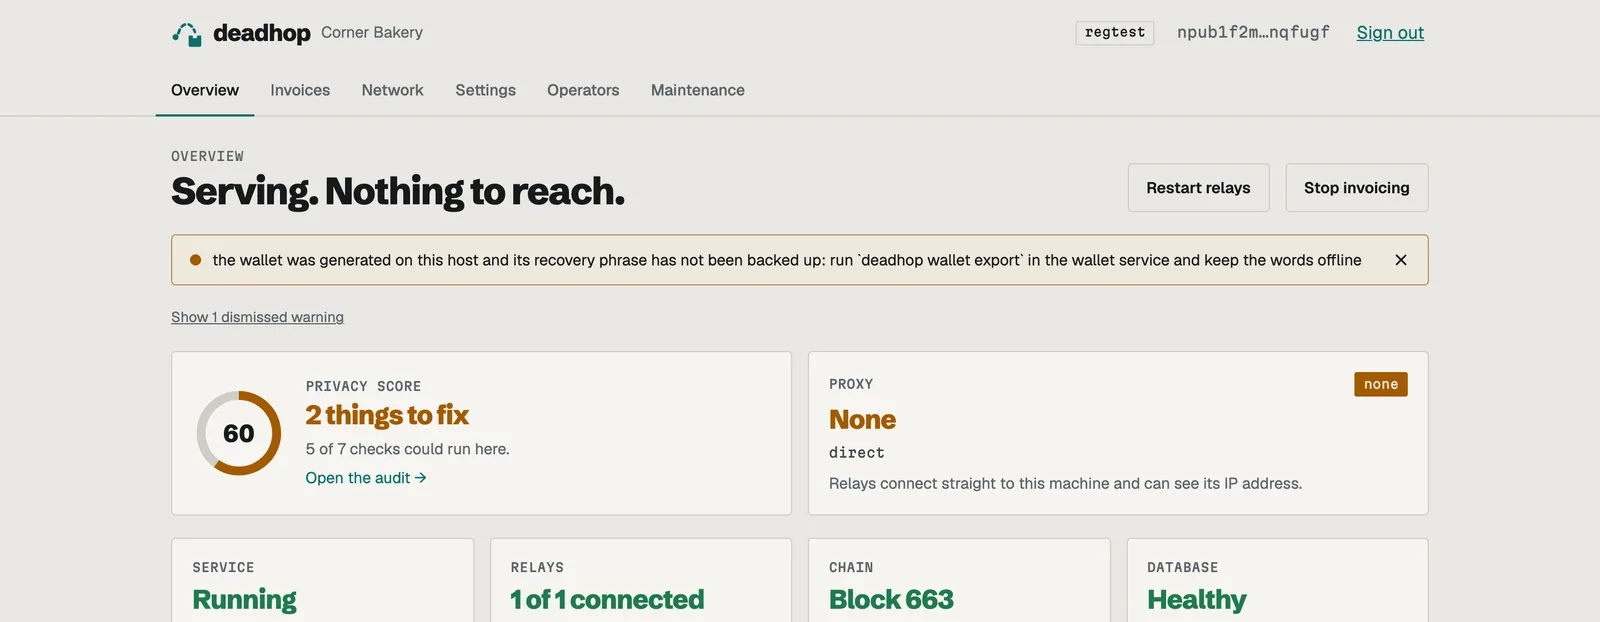 deadhop Corner Bakery
regtest npub1f2m…nqfugf Sign out
Overview Invoices Network Settings Operators Maintenance
OVERVIEW
Serving. Nothing to reach.
Restart relays Stop invoicing
the wallet was generated on this host and its recovery phrase has not been backed up: run `deadhop wallet export` in the wallet service and keep the words offline ✕
Show 1 dismissed warning
60
PRIVACY SCORE
2 things to fix
5 of 7 checks could run here.
Open the audit →
PROXY none
None
direct
Relays connect straight to this machine and can see its IP address.
SERVICE
Running
RELAYS
1 of 1 connected
CHAIN
Block 663
DATABASE
Healthy